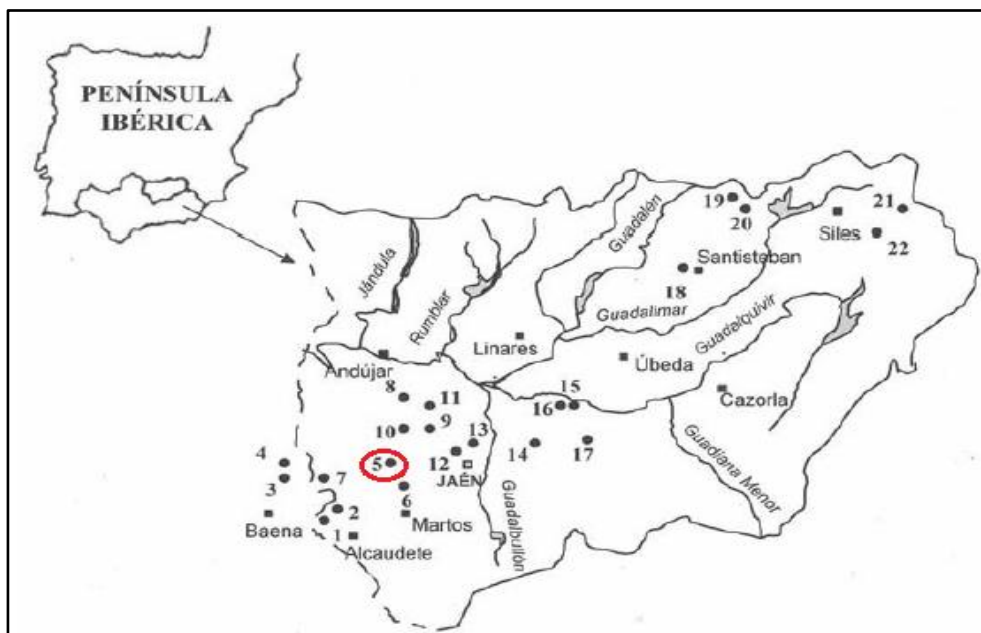 PENÍNSULA
IBÉRICA
Jándula
Rumblar
Guadalén
19
20
21
Siles
22
Santisteban
18
Guadalimar
Guadalquivir
Linares
Úbeda
Andújar
Cazorla
8
11
16
15
10
9
13
12
JAÉN
14
17
4
5
3
7
6
Guadalbullón
Guadiana Menor
2
Martos
Baena
1
Alcaudete